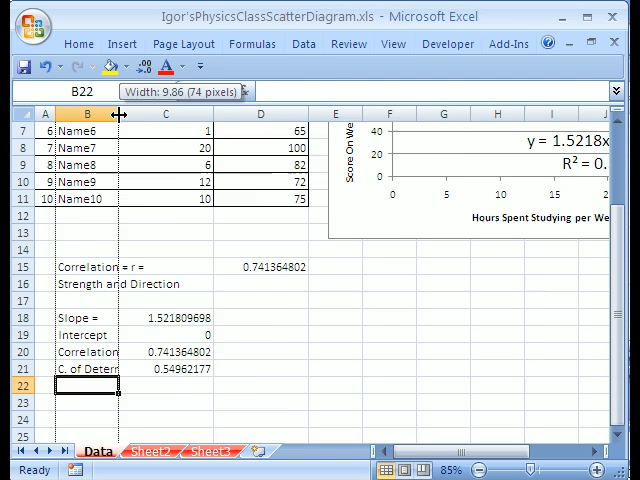 Igor'sPhysicsClassScatterDiagram.xls - Microsoft Excel
Home Insert Page Layout Formulas Data Review View Developer Add-Ins
B22 Width: 9.86 (74 pixels)
A B C D E F G H I
7 6 Name6 1 65
8 7 Name7 20 100
9 8 Name8 6 82
10 9 Name9 12 72
11 10 Name10 10 75
12
13
14
15 Correlation = r = 0.741364802
16 Strength and Direction
17
18 Slope = 1.521809698
19 Intercept 0
20 Correlation 0.741364802
21 C. of Deterr 0.54962177
22
23
24
25
Score On We
40
20
0
y = 1.5218x
R² = 0.
0 5 10 15 2
Hours Spent Studying per We
Data Sheet2 Sheet3
Ready 85%